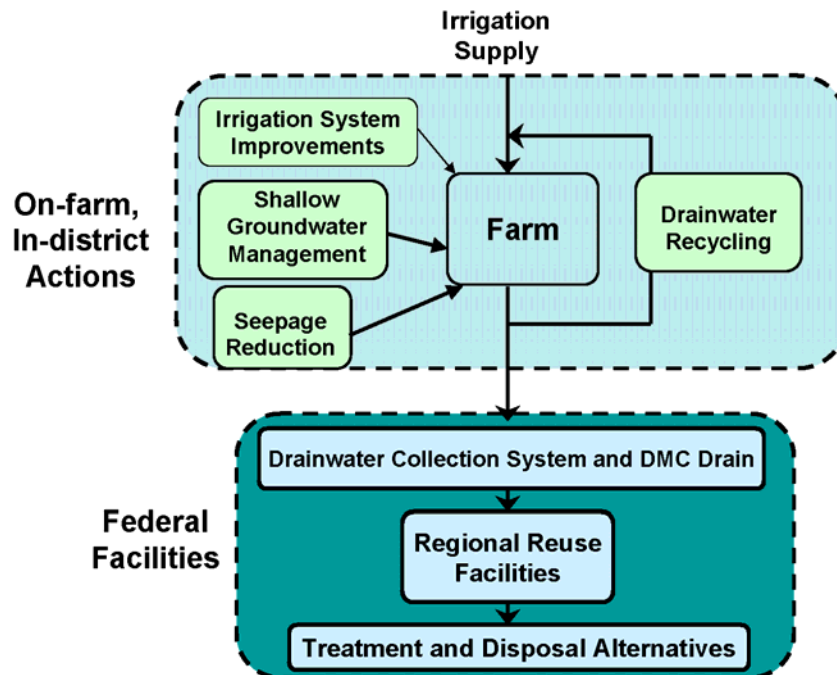 Irrigation
Supply
Irrigation System
Improvements
On-farm,
In-district
Actions
Shallow
Groundwater
Management
Farm
Drainwater
Recycling
Seepage
Reduction
Drainwater Collection System and DMC Drain
Federal
Facilities
Regional Reuse
Facilities
Treatment and Disposal Alternatives